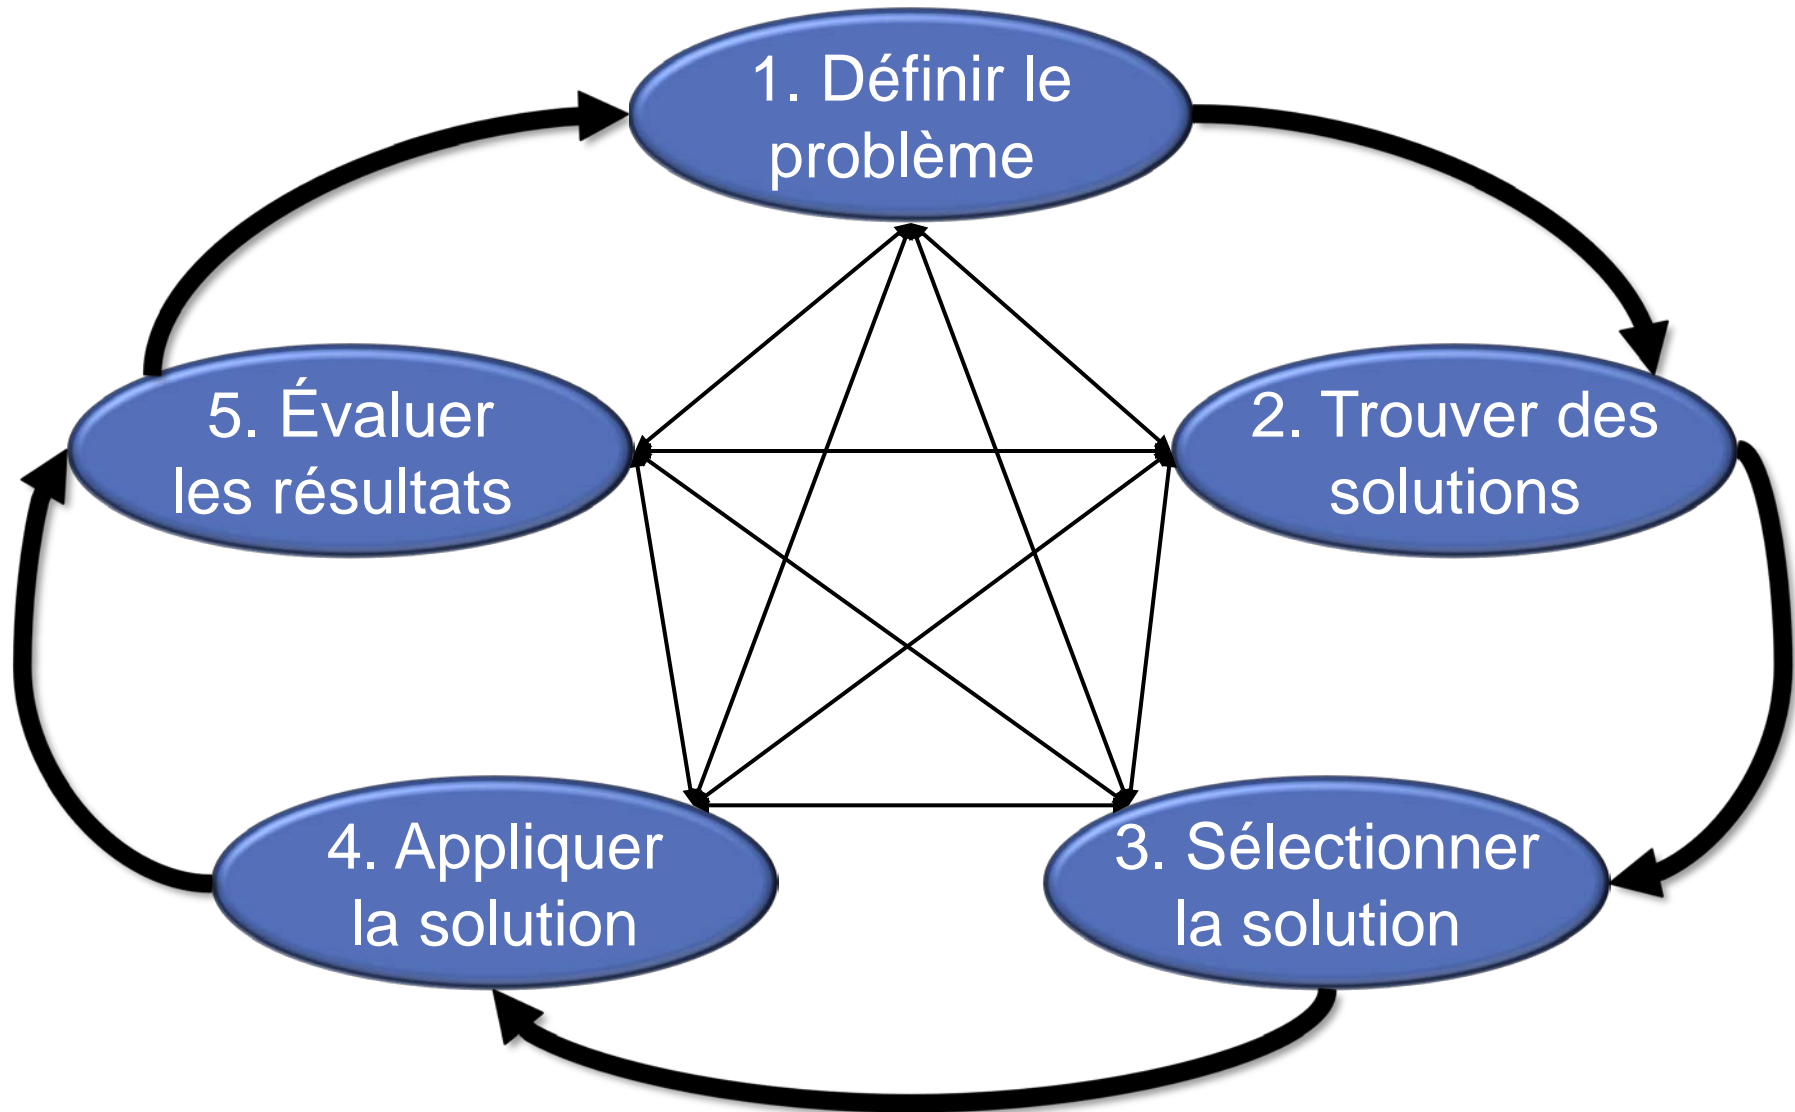 1. Définir le
problème
2. Trouver des
solutions
3. Sélectionner
la solution
4. Appliquer
la solution
5. Évaluer
les résultats